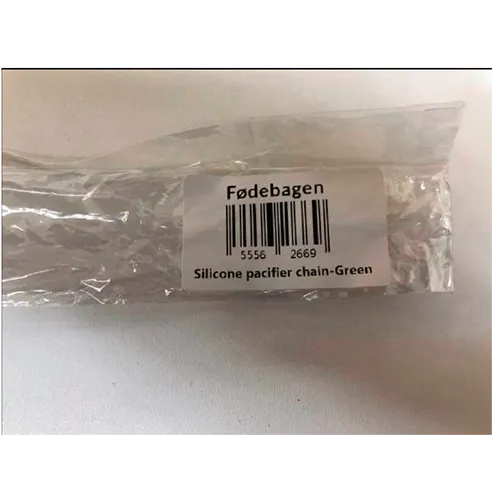 Fødebagen
5556 2669
Silicone pacifier chain-Green